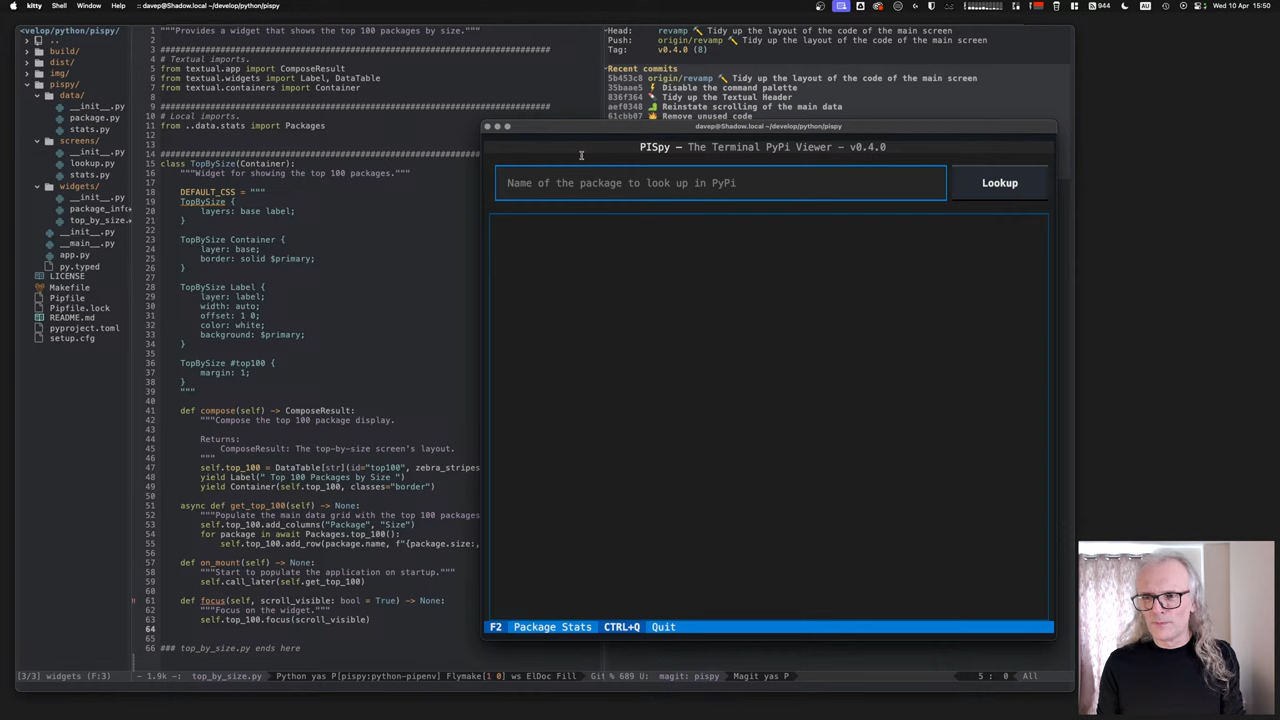 kitty Shell Window Help :: davep@Shadow.local ~/develop/python/pispy 944 AU Wed 10 Apr 15:50
<velop/python/pispy/
..
build/
dist/
img/
pispy/
data/
__init__.py
package.py
stats.py
screens/
__init__.py
lookup.py
stats.py
widgets/
__init__.py
package_info
top_by_size.
__init__.py
__main__.py
app.py
py.typed
LICENSE
Makefile
Pipfile
Pipfile.lock
README.md
pyproject.toml
setup.cfg
[3/3] widgets (F:3)
1 """Provides a widget that shows the top 100 packages by size."""
2
3 ##############################################################################
4 # Textual imports.
5 from textual.app import ComposeResult
6 from textual.widgets import Label, DataTable
7 from textual.containers import Container
8
9 ##############################################################################
10 # Local imports.
11 from ..data.stats import Packages
12
13
14 ################################################################
15 class TopBySize(Container):
16 """Widget for showing the top 100 packages."""
17
18 DEFAULT_CSS = """
19 TopBySize {
20 layers: base label;
21 }
22
23 TopBySize Container {
24 layer: base;
25 border: solid $primary;
26 }
27
28 TopBySize Label {
29 layer: label;
30 width: auto;
31 offset: 1 0;
32 color: white;
33 background: $primary;
34 }
35
36 TopBySize #top100 {
37 margin: 1;
38 }
39 """
40
41 def compose(self) -> ComposeResult:
42 """Compose the top 100 package display.
43
44 Returns:
45 ComposeResult: The top-by-size screen's layout.
46 """
47 self.top_100 = DataTable[str](id="top100", zebra_stripes
48 yield Label(" Top 100 Packages by Size ")
49 yield Container(self.top_100, classes="border")
50
51 async def get_top_100(self) -> None:
52 """Populate the main data grid with the top 100 packages
53 self.top_100.add_columns("Package", "Size")
54 for package in await Packages.top_100():
55 self.top_100.add_row(package.name, f"{package.size:,
56
57 def on_mount(self) -> None:
58 """Start to populate the application on startup."""
59 self.call_later(self.get_top_100)
60
61 def focus(self, scroll_visible: bool = True) -> None:
62 """Focus on the widget."""
63 self.top_100.focus(scroll_visible)
64
65
66 ### top_by_size.py ends here
- 1.9k top_by_size.py Python yas P[pispy:python-pipenv] Flymake[1 0] ws ElDoc Fill Git
Head: revamp Tidy up the layout of the code of the main screen
Push: origin/revamp Tidy up the layout of the code of the main screen
Tag: v0.4.0 (8)
Recent commits
5b453c8 origin/revamp Tidy up the layout of the code of the main screen
35baae5 Disable the command palette
836f364 Tidy up the Textual Header
aef0348 Reinstate scrolling of the main data
61cbb07 Remove unused code
% 689 U magit: pispy Magit yas P 5: 0 All
davep@Shadow.local ~/develop/python/pispy
PISpy — The Terminal PyPi Viewer - v0.4.0
Name of the package to look up in PyPi
Lookup
F2 Package Stats CTRL+Q Quit